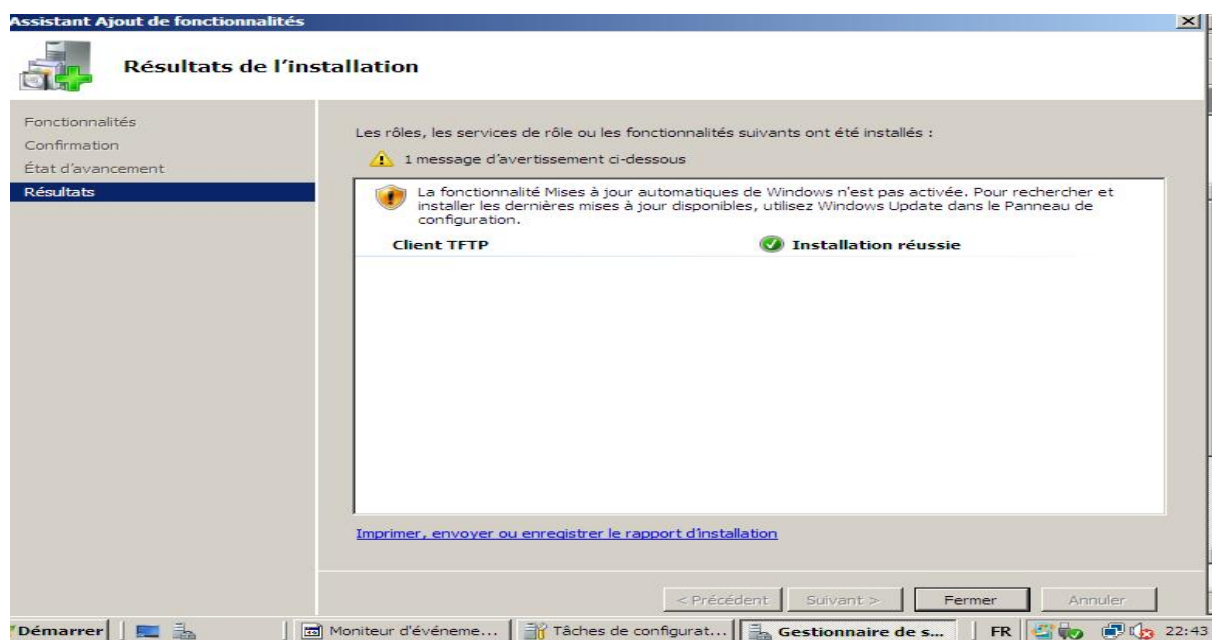 Assistant Ajout de fonctionnalités
Résultats de l'installation
Fonctionnalités
Confirmation
État d'avancement
Résultats
Les rôles, les services de rôle ou les fonctionnalités suivants ont été installés :
1 message d'avertissement ci-dessous
La fonctionnalité Mises à jour automatiques de Windows n'est pas activée. Pour rechercher et
installer les dernières mises à jour disponibles, utilisez Windows Update dans le Panneau de
configuration.
Client TFTP Installation réussie
Imprimer, envoyer ou enregistrer le rapport d'installation
< Précédent Suivant > Fermer Annuler
Démarrer Moniteur d'événeme... Tâches de configurat... Gestionnaire de s... FR 22:43